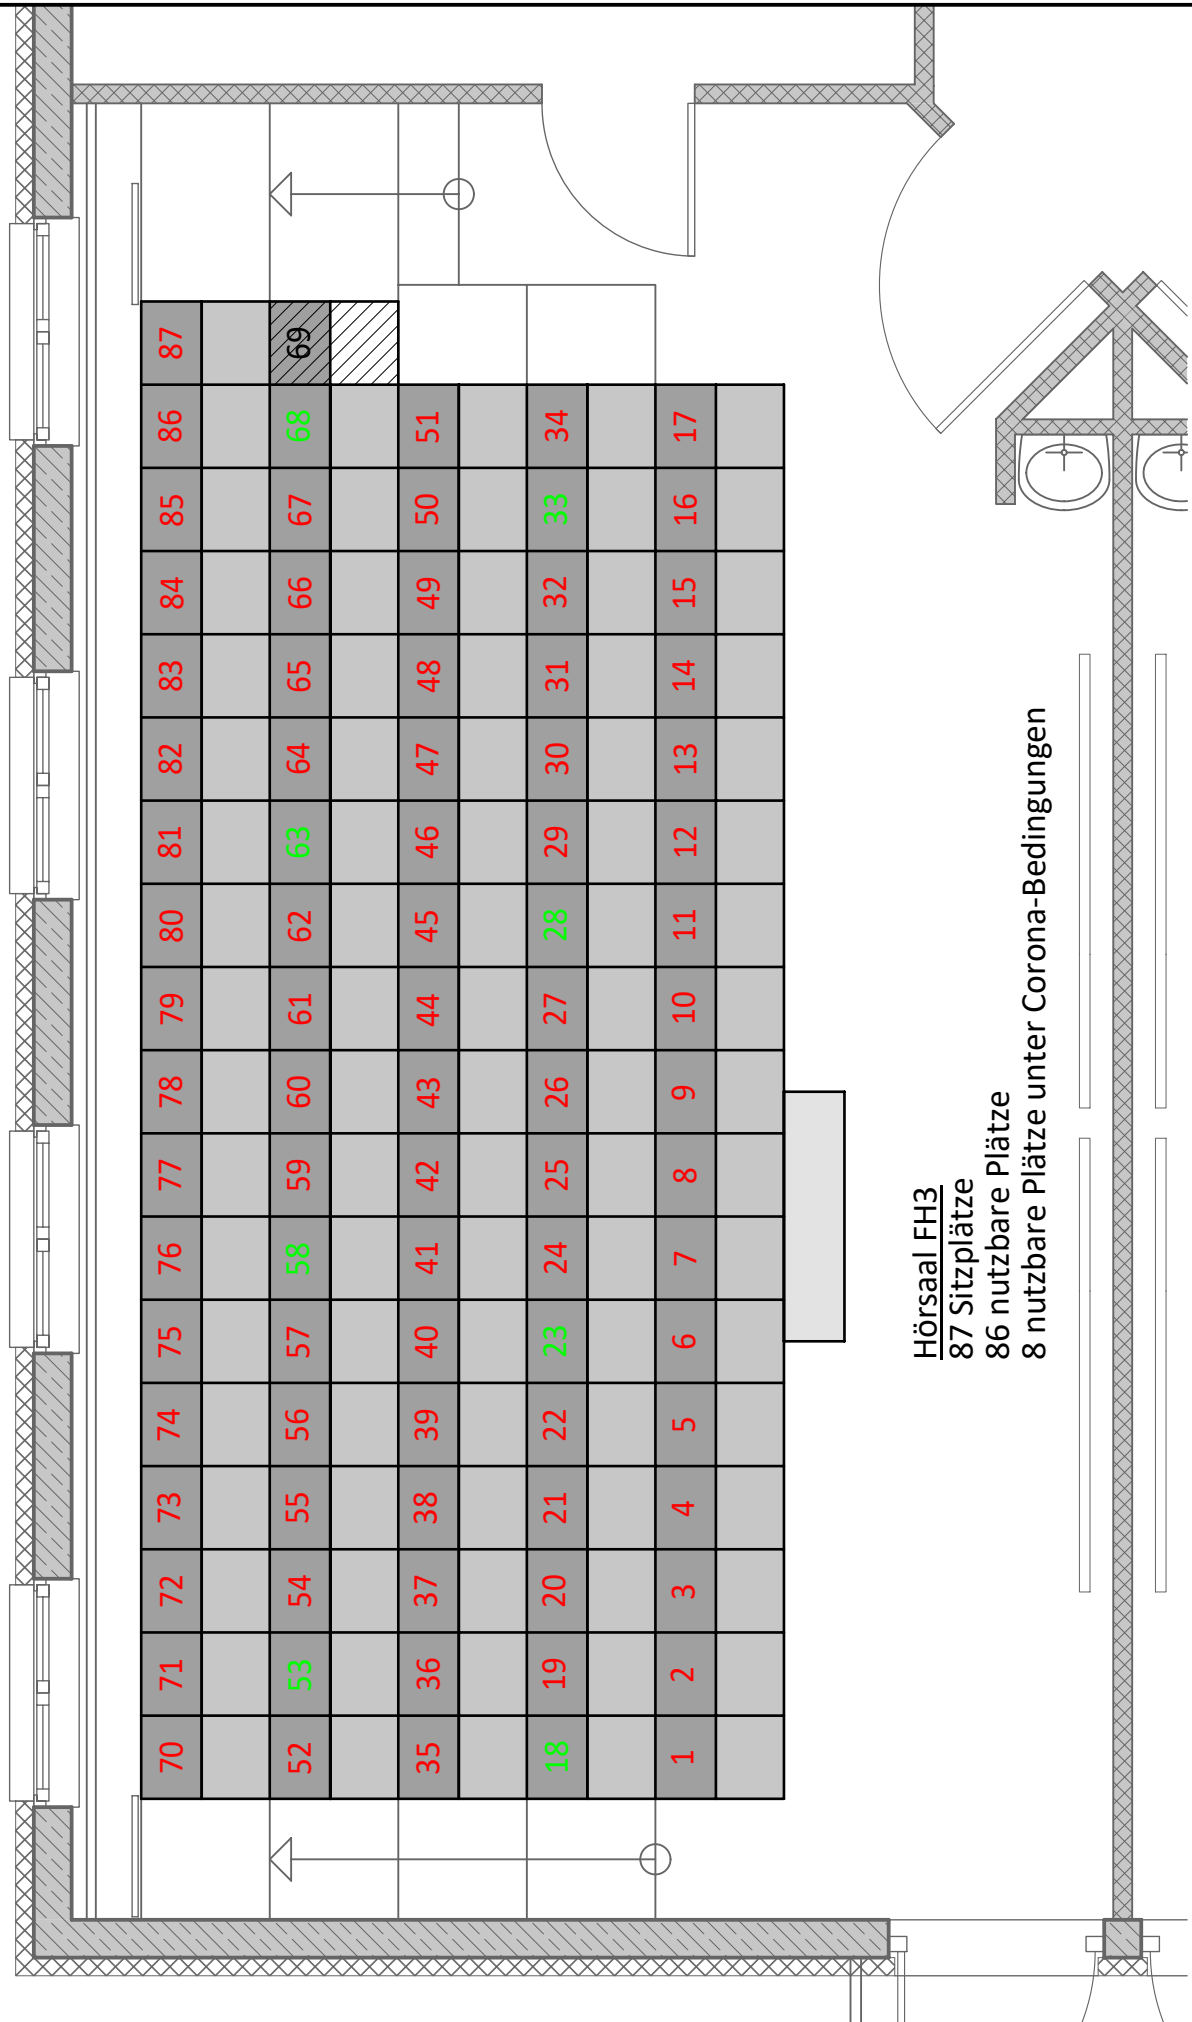 70 71 72 73 74 75 76 77 78 79 80 81 82 83 84 85 86 87
52 53 54 55 56 57 58 59 60 61 62 63 64 65 66 67 68 69
35 36 37 38 39 40 41 42 43 44 45 46 47 48 49 50 51
18 19 20 21 22 23 24 25 26 27 28 29 30 31 32 33 34
1 2 3 4 5 6 7 8 9 10 11 12 13 14 15 16 17
Hörsaal FH3
87 Sitzplätze
86 nutzbare Plätze
8 nutzbare Plätze unter Corona-Bedingungen